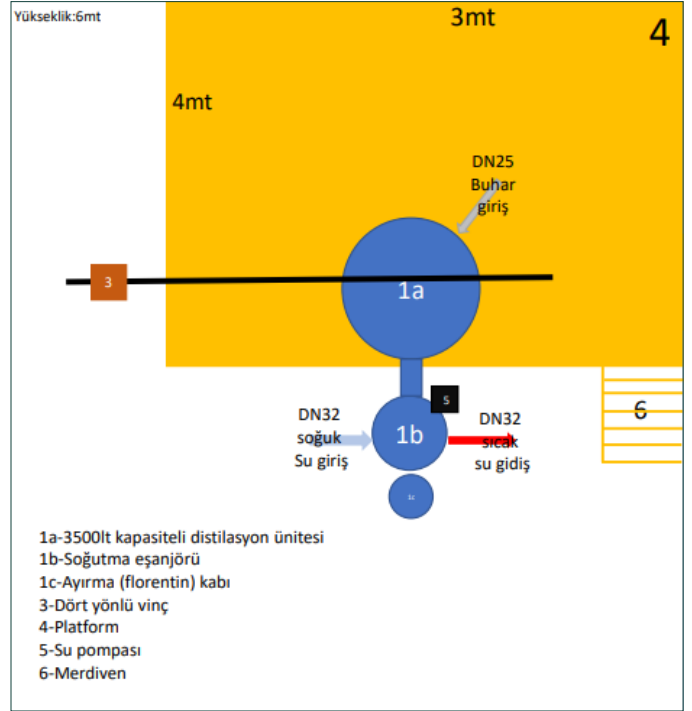 Yükseklik:6mt
3mt
4
4mt
DN25
Buhar
giriş
3
1a
5
6
DN32
soğuk
Su giriş
1b
DN32
sıcak
su gidiş
1c
1a-3500lt kapasiteli distilasyon ünitesi
1b-Soğutma eşanjörü
1c-Ayırma (florentin) kabı
3-Dört yönlü vinç
4-Platform
5-Su pompası
6-Merdiven